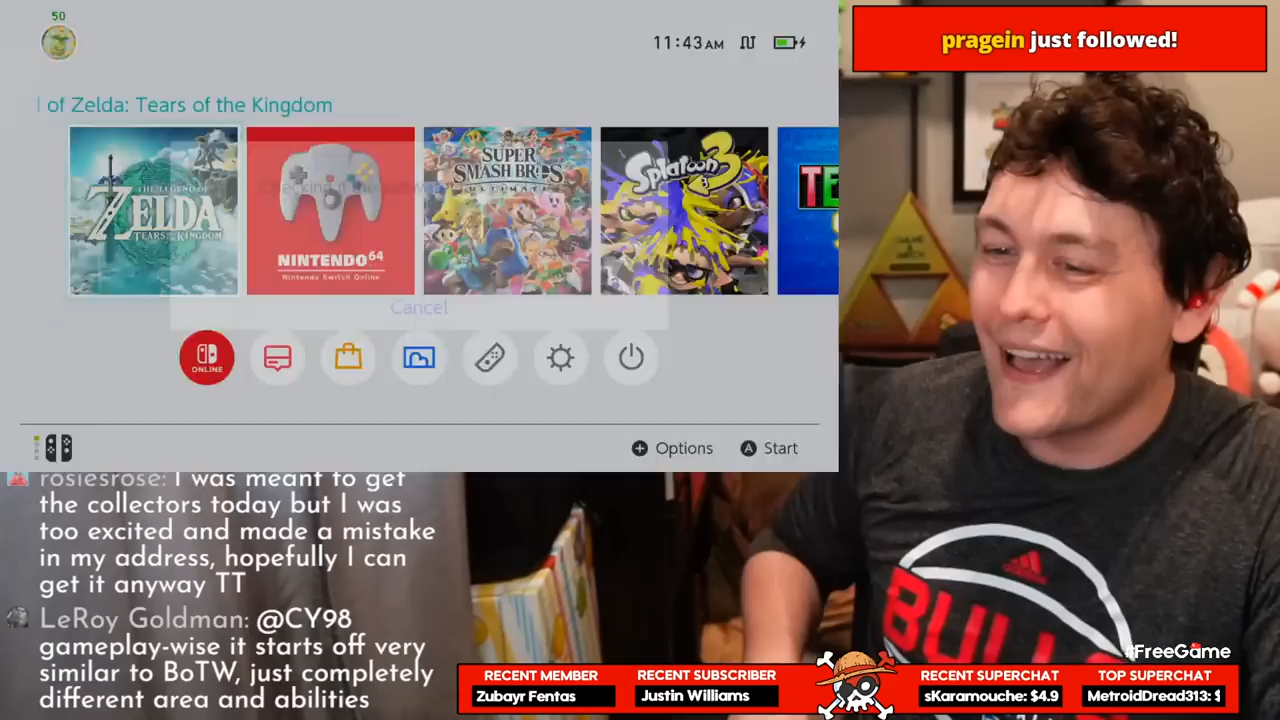 50
11:43 AM
pragein just followed!
l of Zelda: Tears of the Kingdom
THE LEGEND OF
ZELDA
TEARS OF THE KINGDOM
NINTENDO 64
Nintendo Switch Online
SUPER
SMASH BROS.
ULTIMATE
Splatoon 3
TE
Checking if the
Cancel
ONLINE
Options
Start
rosiesrose: I was meant to get
the collectors today but I was
too excited and made a mistake
in my address, hopefully I can
get it anyway TT
LeRoy Goldman: @CY98
gameplay-wise it starts off very
similar to BoTW, just completely
different area and abilities
BULL
#FreeGame
RECENT MEMBER
Zubayr Fentas
RECENT SUBSCRIBER
Justin Williams
RECENT SUPERCHAT
sKaramouche: $4.9
TOP SUPERCHAT
MetroidDread313: $